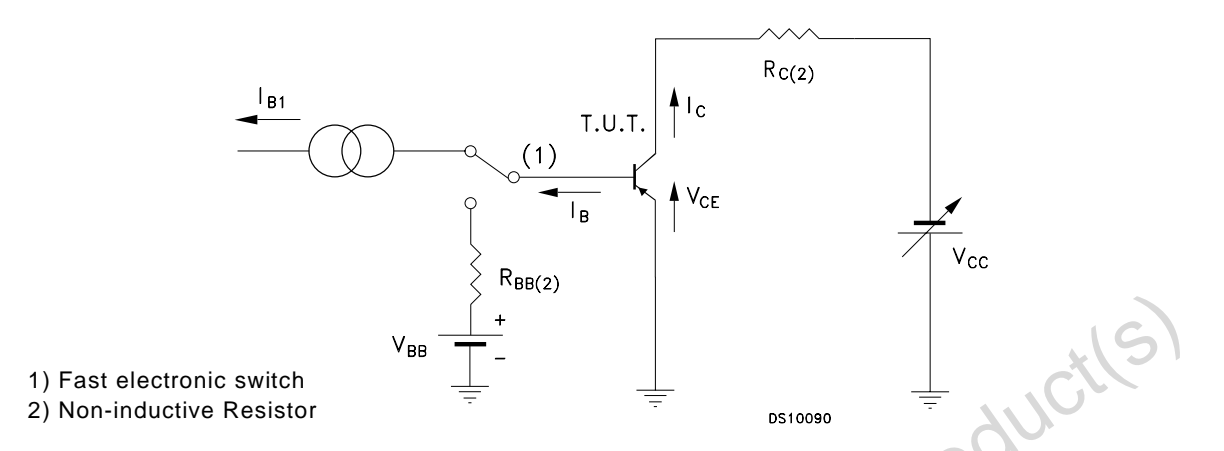 R_C(2)
I_B1
I_C
T.U.T.
(1)
V_CE
I_B
V_CC
R_BB(2)
+
V_BB
−
1) Fast electronic switch
2) Non-inductive Resistor
DS10090